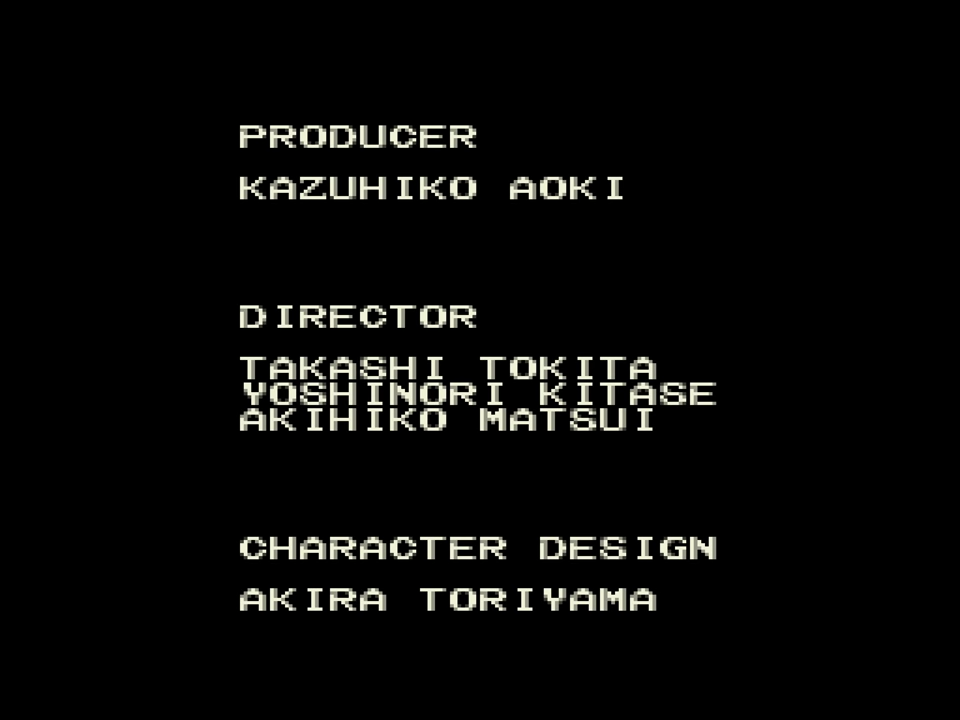 PRODUCER
KAZUHIKO AOKI
DIRECTOR
TAKASHI TOKITA
YOSHINORI KITASE
AKIHIKO MATSUI
CHARACTER DESIGN
AKIRA TORIYAMA